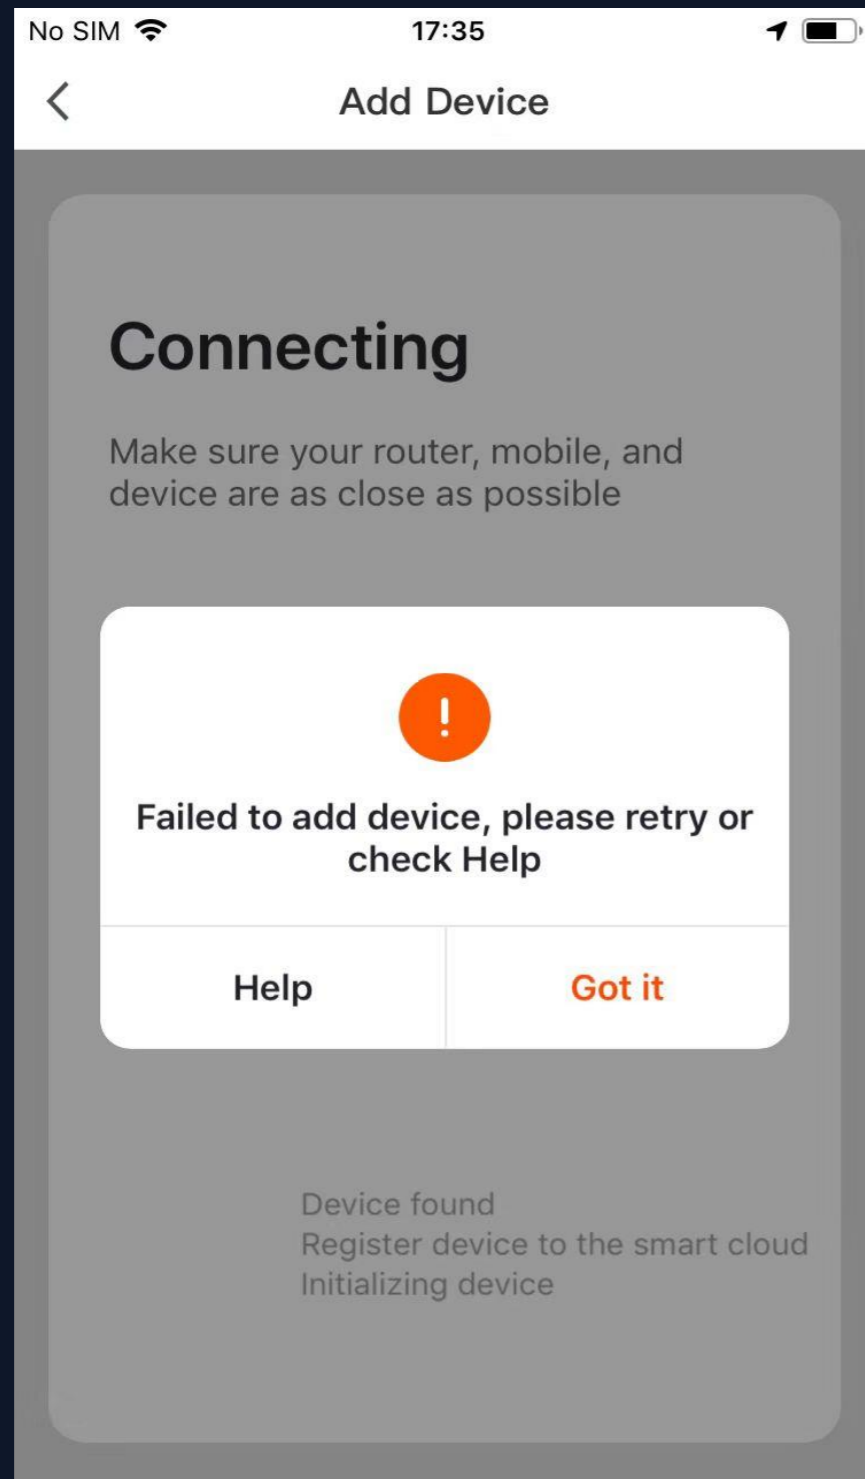 No SIM 17:35
Add Device
Connecting
Make sure your router, mobile, and
device are as close as possible
!
Failed to add device, please retry or
check Help
Help Got it
Device found
Register device to the smart cloud
Initializing device